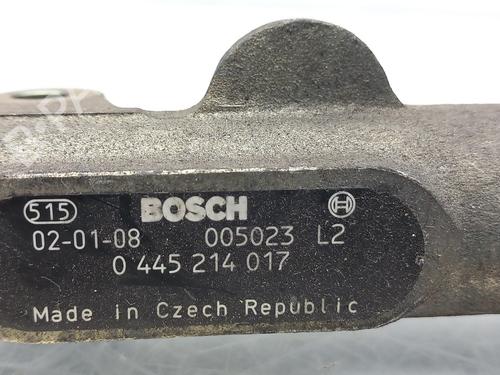 515 BOSCH
02-01-08 005023 L2
0 445 214 017
Made in Czech Republic